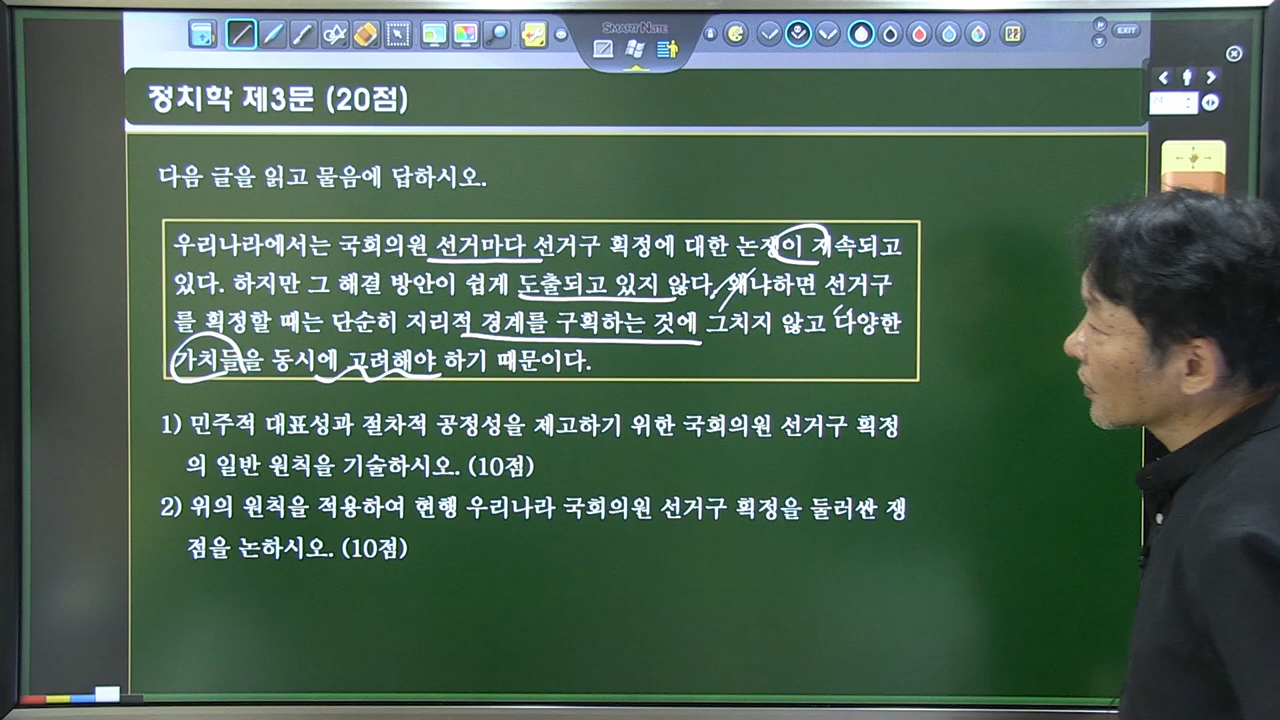 SMARTNOTE
EXIT
24
정치학 제3문 (20점)
다음 글을 읽고 물음에 답하시오.
우리나라에서는 국회의원 선거마다 선거구 획정에 대한 논쟁이 지속되고
있다. 하지만 그 해결 방안이 쉽게 도출되고 있지 않다. 왜냐하면 선거구
를 획정할 때는 단순히 지리적 경계를 구획하는 것에 그치지 않고 다양한
가치들을 동시에 고려해야 하기 때문이다.
1) 민주적 대표성과 절차적 공정성을 제고하기 위한 국회의원 선거구 획정
의 일반 원칙을 기술하시오. (10점)
2) 위의 원칙을 적용하여 현행 우리나라 국회의원 선거구 획정을 둘러싼 쟁
점을 논하시오. (10점)